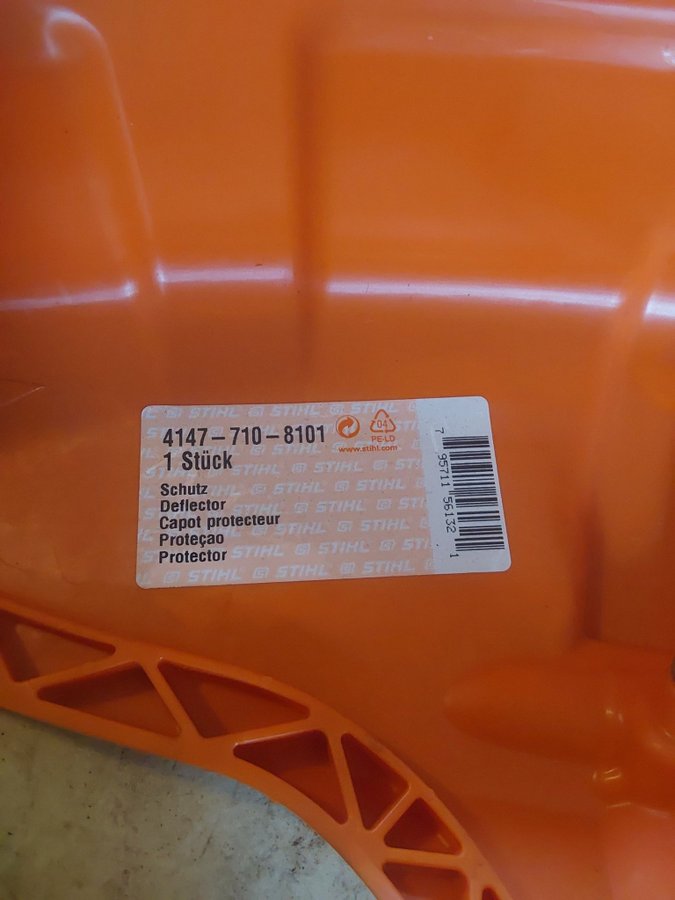 4147-710-8101
1 Stück
Schutz
Deflector
Capot protecteur
Proteçao
Protector
04
PE-LD
www.stihl.com
7 95711 56132 1
STIHL